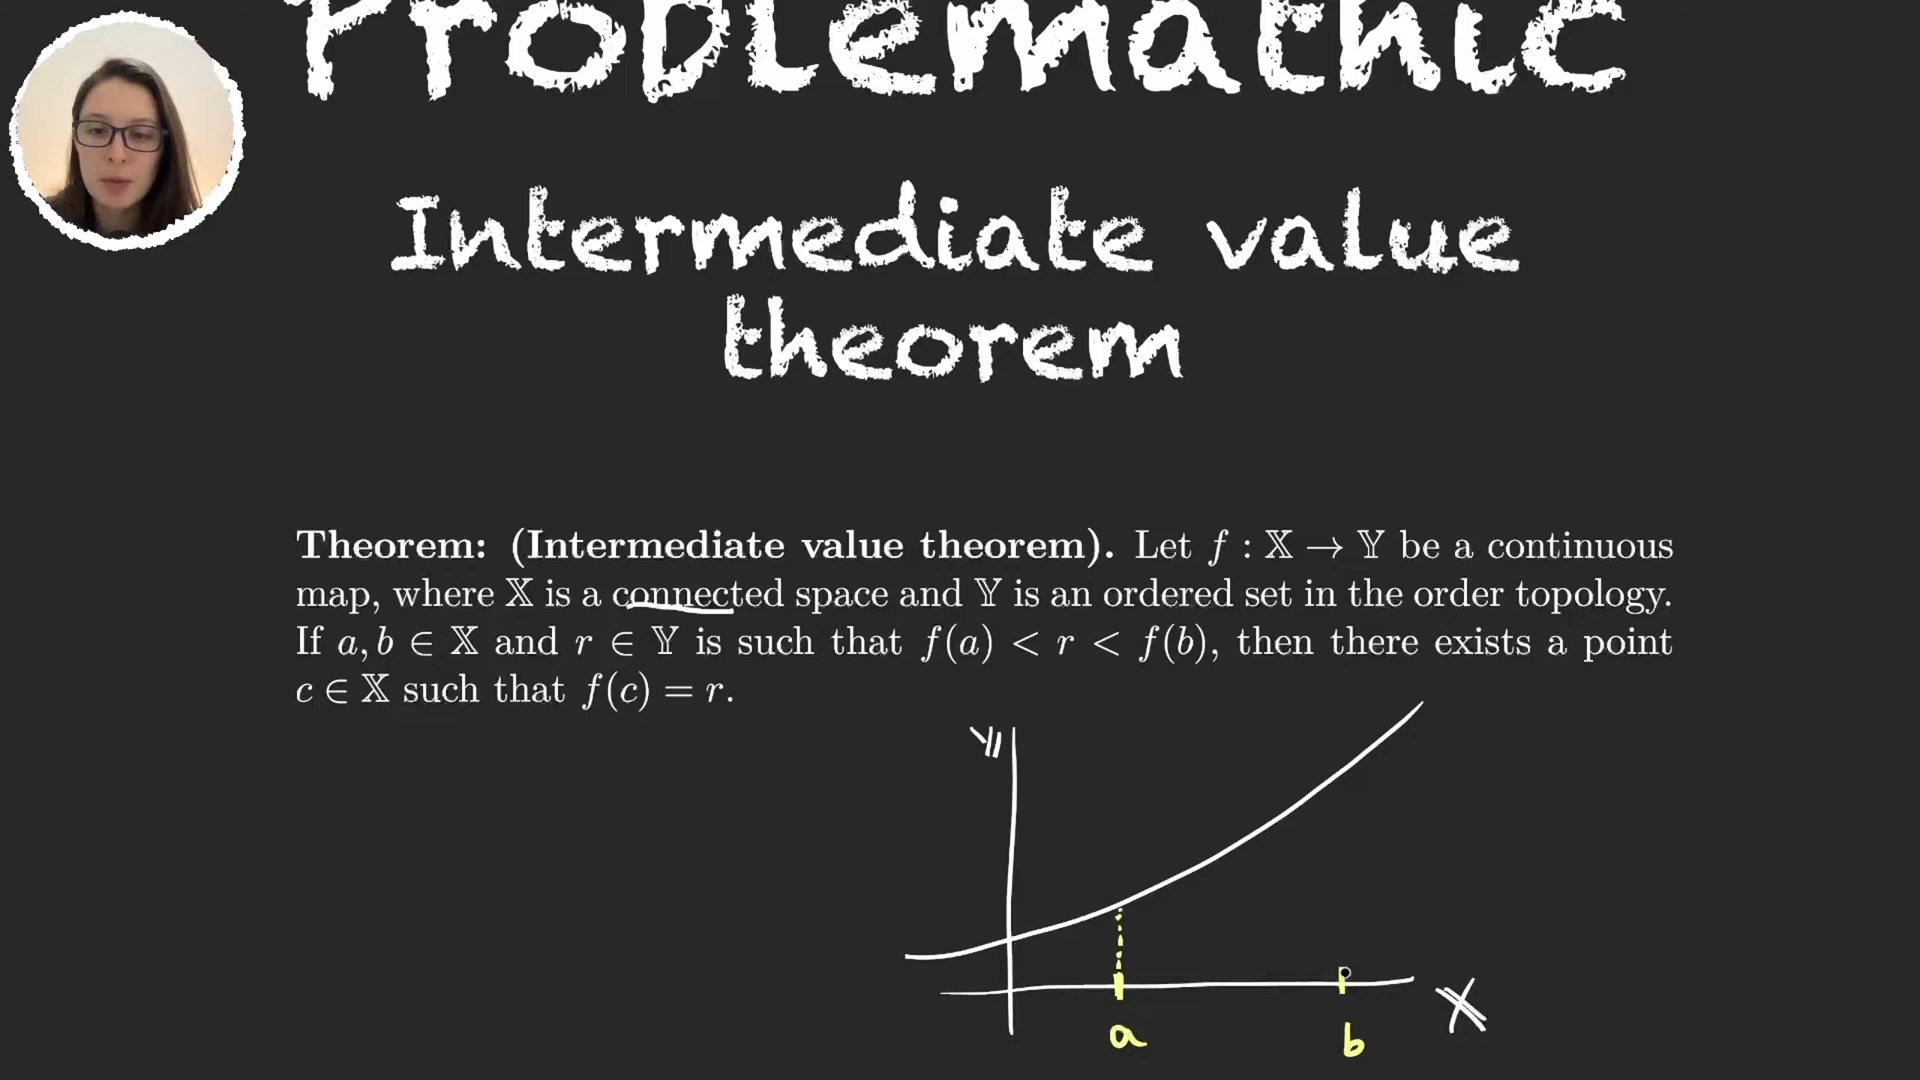 Problemathic
Intermediate value
theorem
Theorem: (Intermediate value theorem). Let f : 𝕏 → 𝕐 be a continuous
map, where 𝕏 is a connected space and 𝕐 is an ordered set in the order topology.
If a, b ∈ 𝕏 and r ∈ 𝕐 is such that f(a) < r < f(b), then there exists a point
c ∈ 𝕏 such that f(c) = r.
𝕐
𝕏
a
b